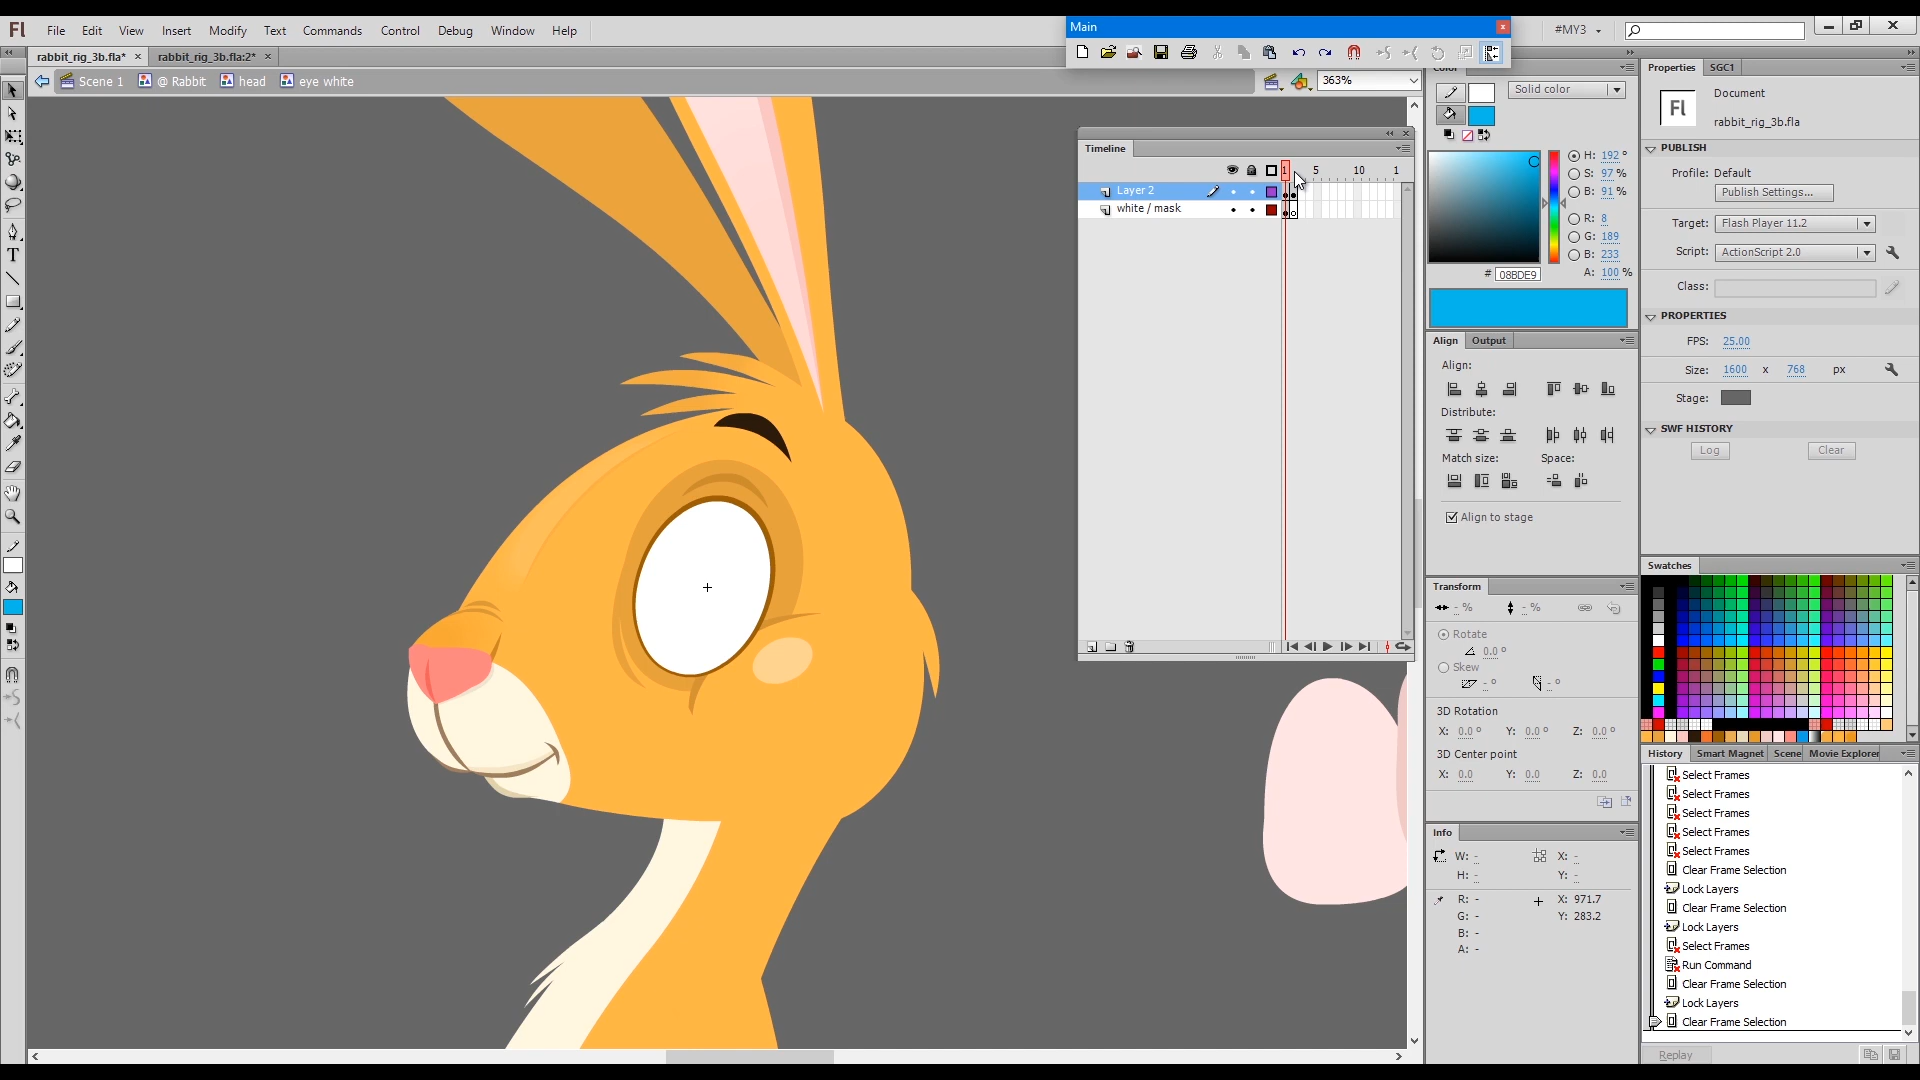 Main
Fl File Edit View Insert Modify Text Commands Control Debug Window Help
#MY3
rabbit_rig_3b.fla* × rabbit_rig_3b.fla:2* ×
Scene 1 @ Rabbit head eye white
363%
Timeline
1 5 10 1
Layer 2
white / mask
Color
Solid color
H: 192 °
S: 97 %
B: 91 %
R: 8
G: 189
B: 233
A: 100 %
# 08BDE9
Align Output
Align:
Distribute:
Match size: Space:
Align to stage
Transform
- % - %
Rotate
0.0 °
Skew
- ° - °
3D Rotation
X: 0.0 ° Y: 0.0 ° Z: 0.0 °
3D Center point
X: 0.0 Y: 0.0 Z: 0.0
Info
W: - X: -
H: - Y: -
R: - X: 971.7
G: - Y: 283.2
B: -
A: -
Properties SGC1
Fl
Document
rabbit_rig_3b.fla
PUBLISH
Profile: Default
Publish Settings...
Target: Flash Player 11.2
Script: ActionScript 2.0
Class:
PROPERTIES
FPS: 25.00
Size: 1600 x 768 px
Stage:
SWF HISTORY
Log Clear
Swatches
History Smart Magnet Scene Movie Explorer
Select Frames
Select Frames
Select Frames
Select Frames
Select Frames
Clear Frame Selection
Lock Layers
Clear Frame Selection
Lock Layers
Select Frames
Run Command
Clear Frame Selection
Lock Layers
Clear Frame Selection
Replay